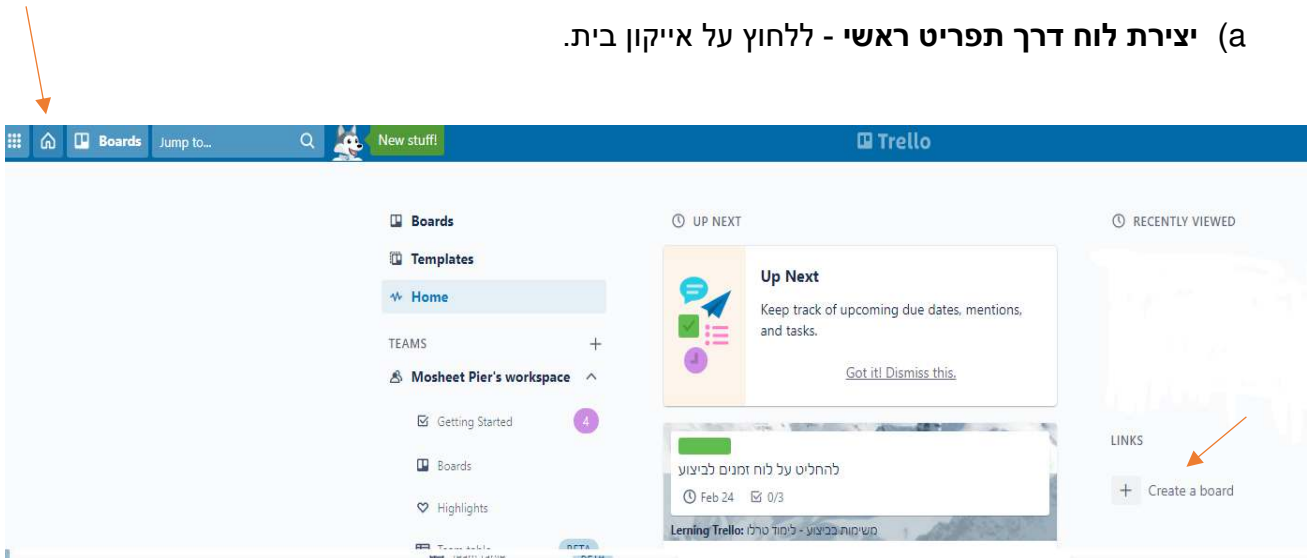 a) יצירת לוח דרך תפריט ראשי - ללחוץ על אייקון בית.
Boards
Jump to...
New stuff!
Trello
Boards
Templates
Home
TEAMS
Mosheet Pier's workspace
Getting Started
4
Boards
Highlights
Team table
BETA
UP NEXT
Up Next
Keep track of upcoming due dates, mentions,
and tasks.
Got it! Dismiss this.
להחליט על לוח זמנים לביצוע
Feb 24
0/3
Lerning Trello: משימות בביצוע - לימוד טרלו
RECENTLY VIEWED
LINKS
Create a board